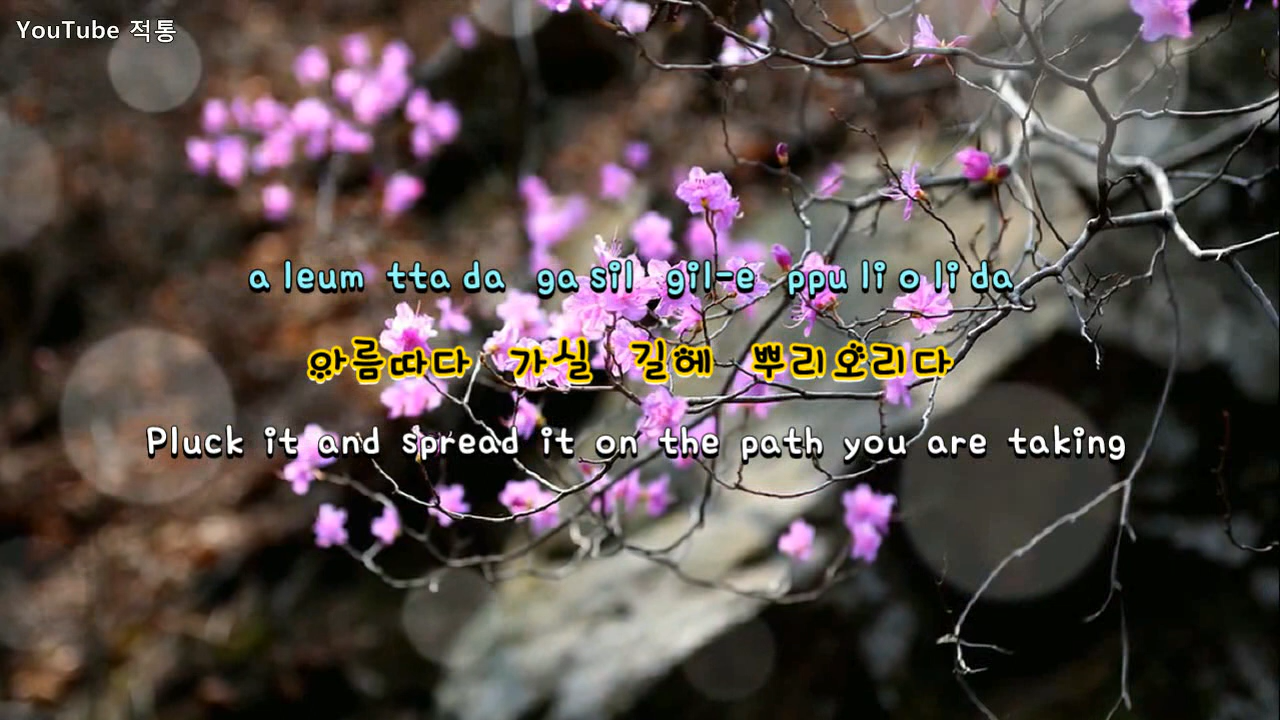 YouTube 적통
a leum tta da ga sil gil-e ppu li o li da
아름따다 가실 길헤 뿌리오리다
Pluck it and spread it on the path you are taking